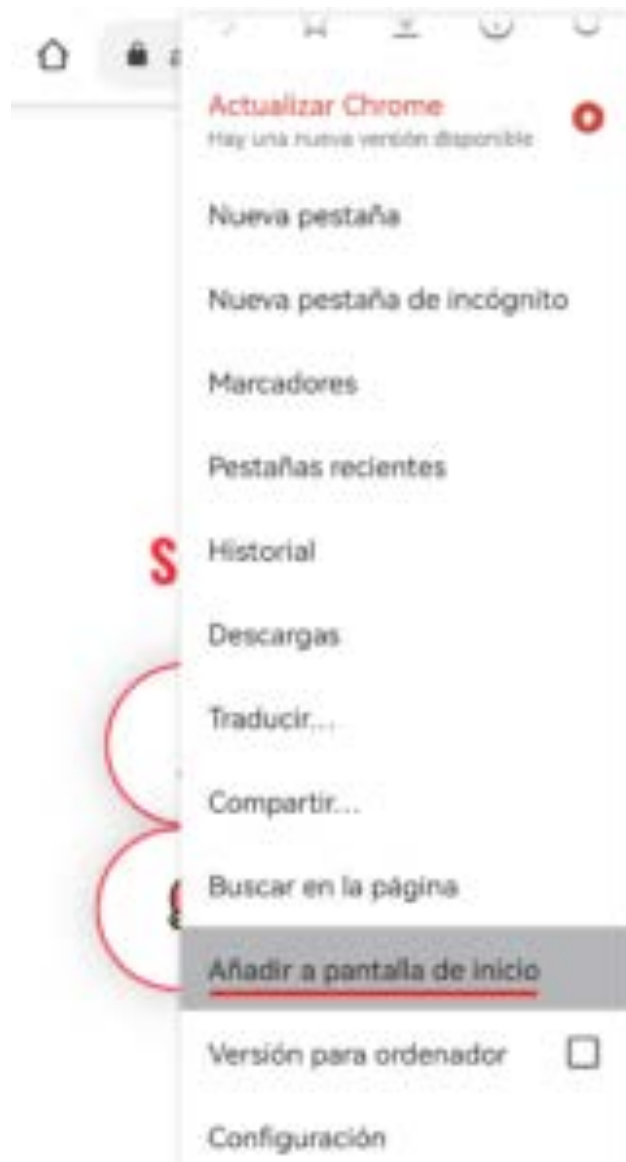 Actualizar Chrome
Hay una nueva versión disponible
Nueva pestaña
Nueva pestaña de incógnito
Marcadores
Pestañas recientes
S
Historial
Descargas
Traducir...
Compartir...
Buscar en la página
Añadir a pantalla de inicio
Versión para ordenador
Configuración